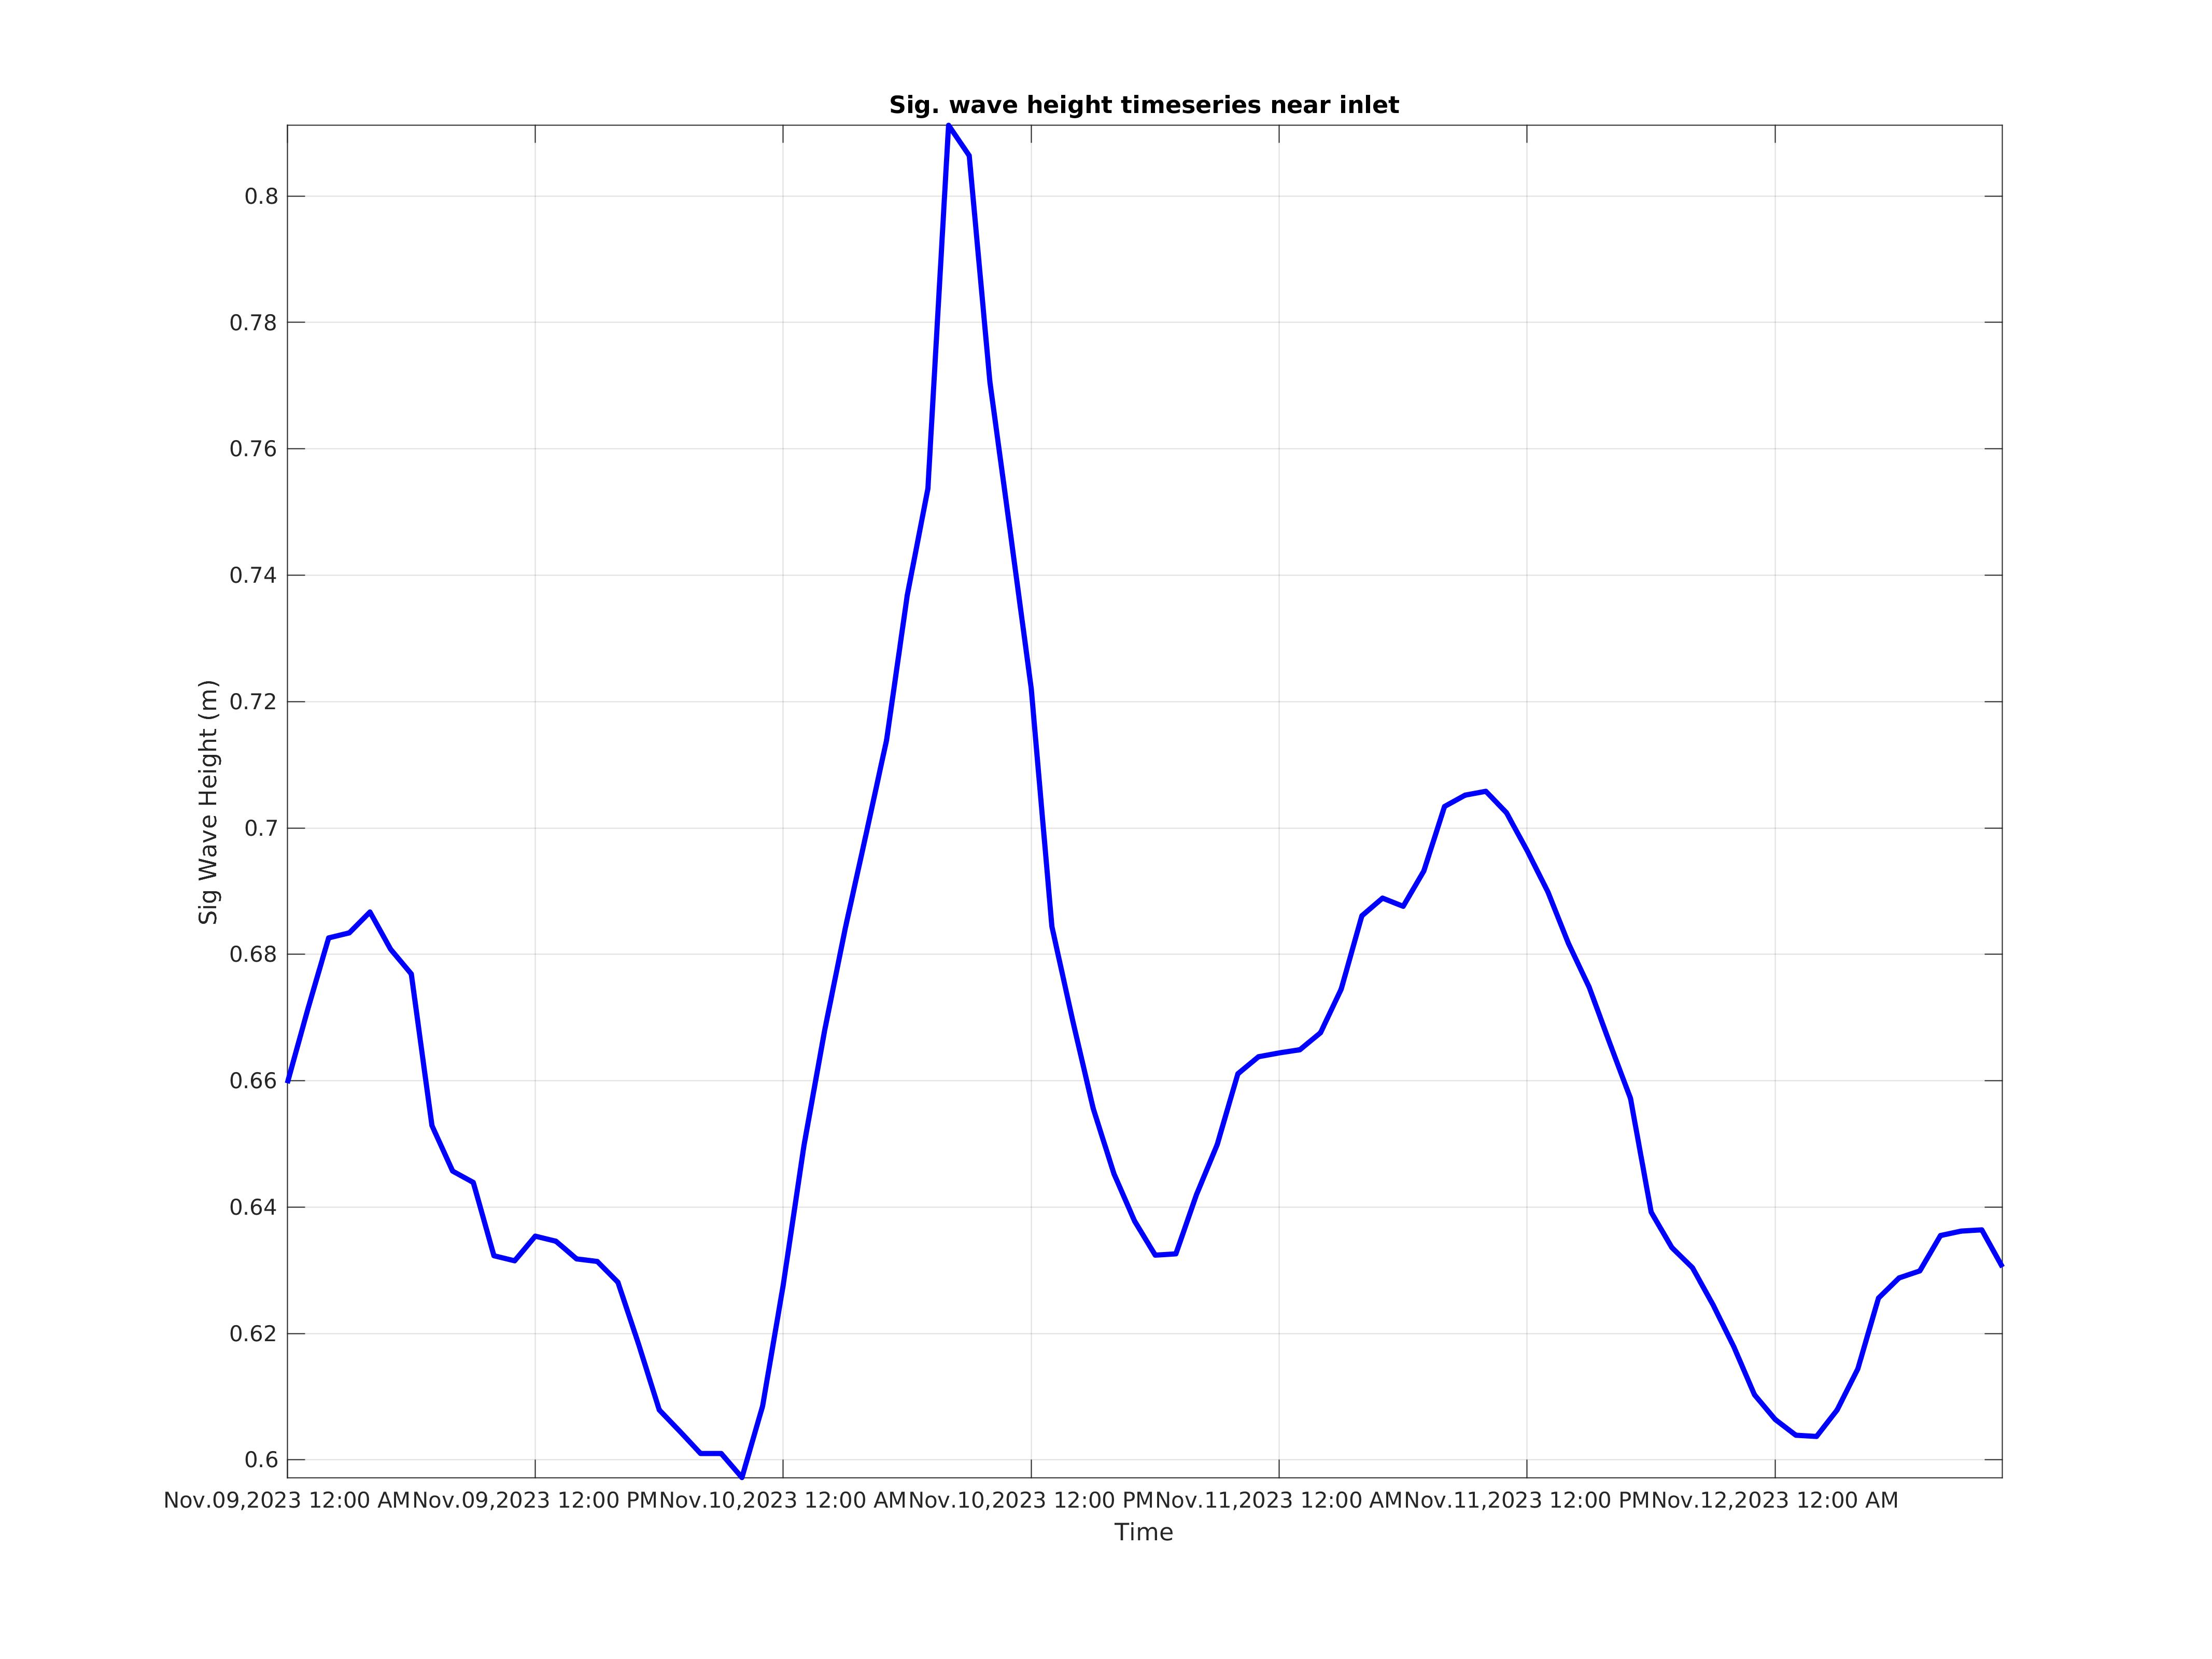 Sig. wave height timeseries near inlet
0.8
0.78
0.76
0.74
0.72
0.7
0.68
0.66
0.64
0.62
0.6
Sig Wave Height (m)
Nov.09,2023 12:00 AM Nov.09,2023 12:00 PM Nov.10,2023 12:00 AM Nov.10,2023 12:00 PM Nov.11,2023 12:00 AM Nov.11,2023 12:00 PM Nov.12,2023 12:00 AM
Time